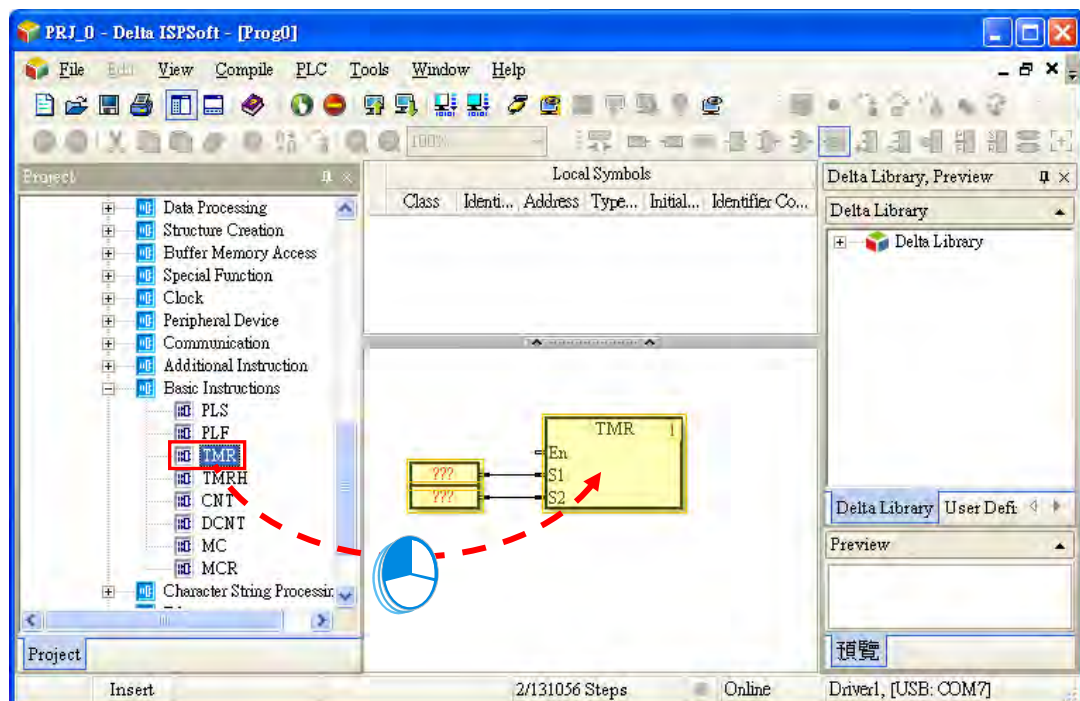 PRJ_0 - Delta ISPSoft - [Prog0]
File Edit View Compile PLC Tools Window Help
100%
Project
Data Processing
Structure Creation
Buffer Memory Access
Special Function
Clock
Peripheral Device
Communication
Additional Instruction
Basic Instructions
PLS
PLF
TMR
TMRH
CNT
DCNT
MC
MCR
Character String Processin
Project
Local Symbols
Class Identi... Address Type... Initial... Identifier Co...
TMR 1
En
??? S1
??? S2
Delta Library, Preview
Delta Library
Delta Library
Delta Library User Defi
Preview
預覽
Insert 2/131056 Steps Online Driver1, [USB: COM7]